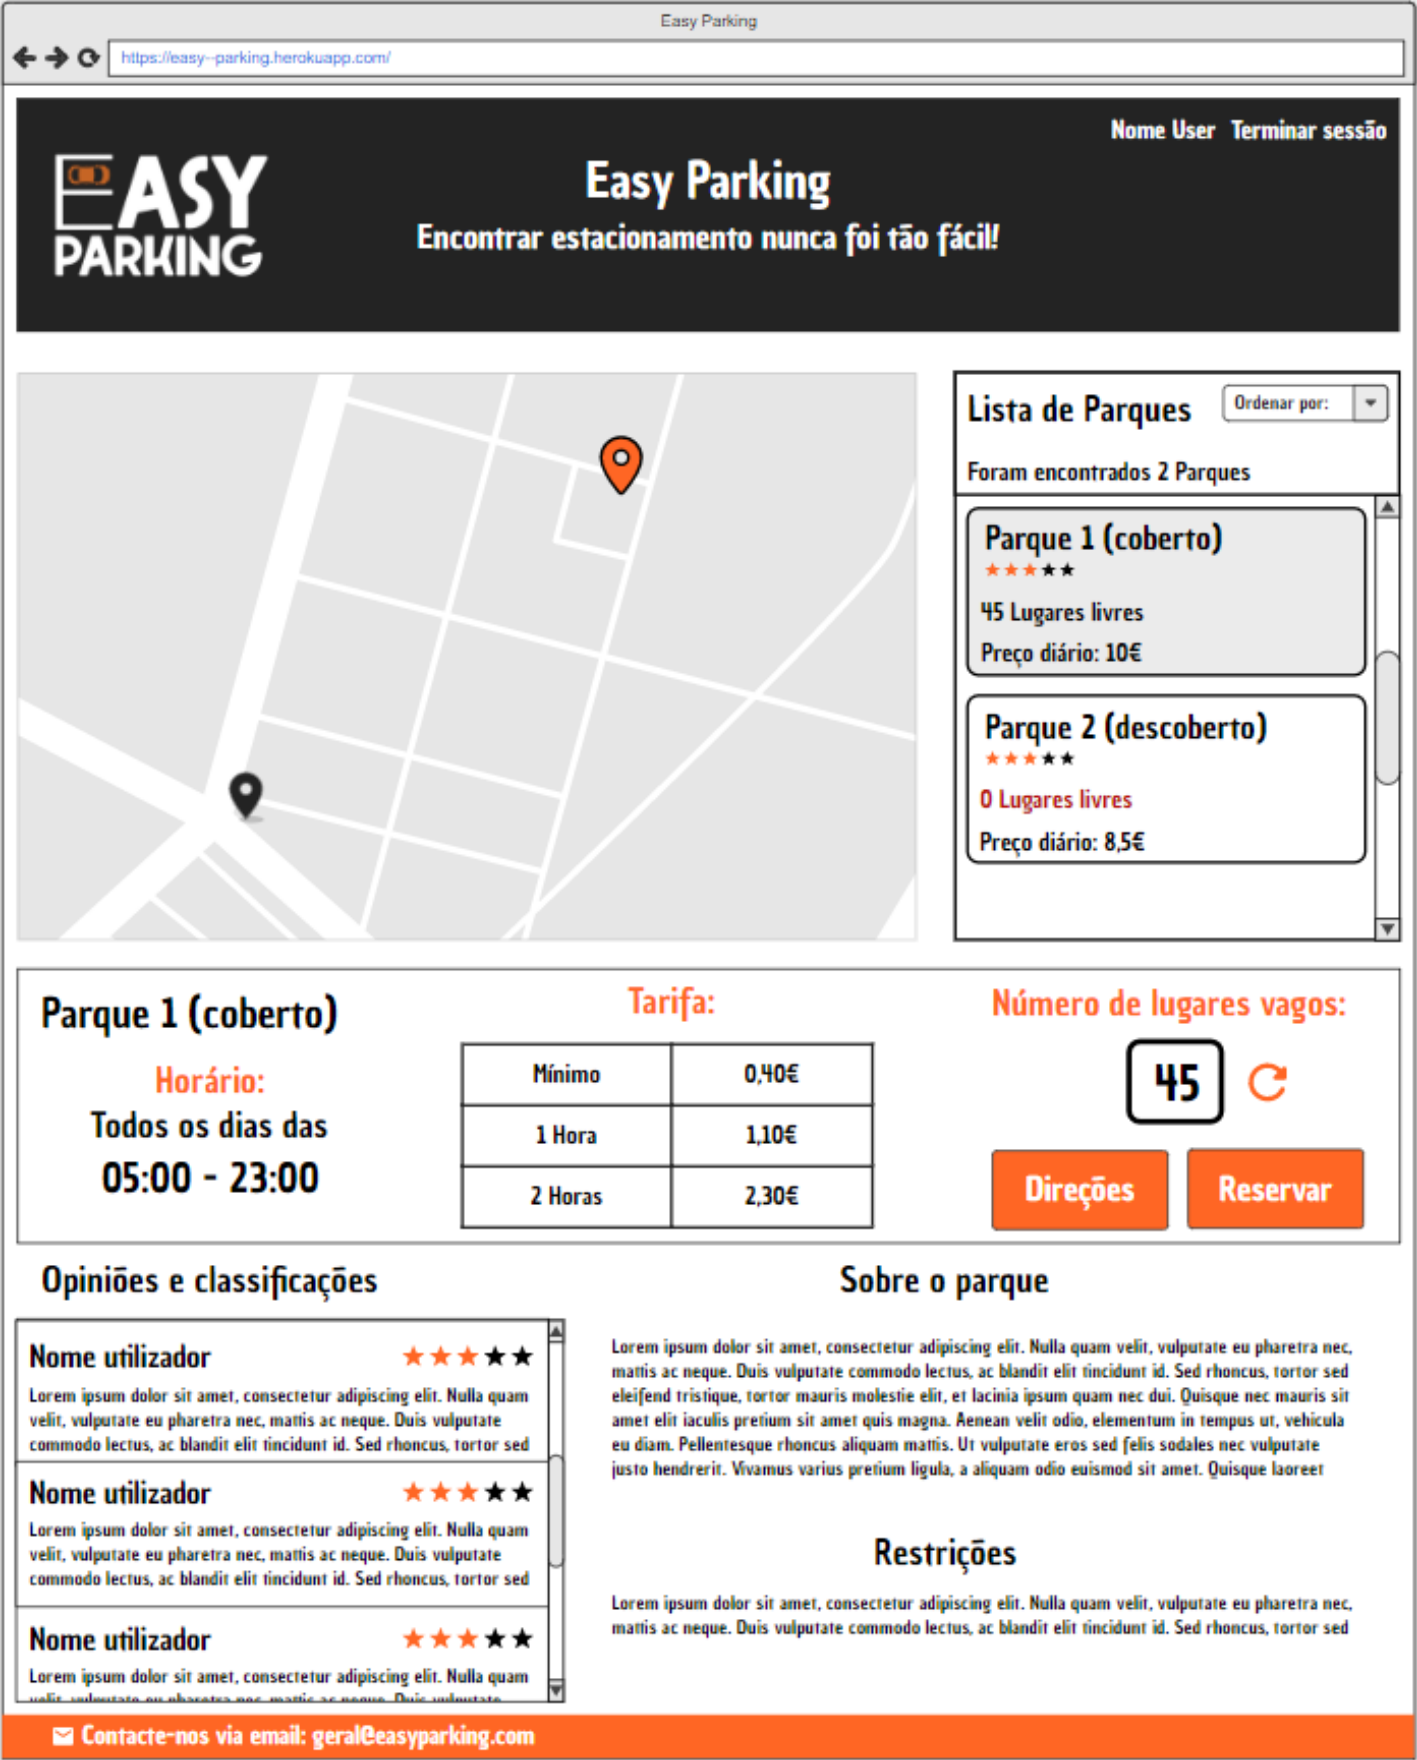 Easy Parking
https://easy--parking.herokuapp.com/
Nome User Terminar sessão
EASY
PARKING
Easy Parking
Encontrar estacionamento nunca foi tão fácil!
Lista de Parques
Ordenar por:
Foram encontrados 2 Parques
Parque 1 (coberto)
45 Lugares livres
Preço diário: 10€
Parque 2 (descoberto)
0 Lugares livres
Preço diário: 8,5€
Parque 1 (coberto)
Horário:
Todos os dias das
05:00 - 23:00
Tarifa:
Mínimo 0,40€
1 Hora 1,10€
2 Horas 2,30€
Número de lugares vagos:
45
Direções Reservar
Opiniões e classificações
Nome utilizador
Lorem ipsum dolor sit amet, consectetur adipiscing elit. Nulla quam
velit, vulputate eu pharetra nec, mattis ac neque. Duis vulputate
commodo lectus, ac blandit elit tincidunt id. Sed rhoncus, tortor sed
Nome utilizador
Lorem ipsum dolor sit amet, consectetur adipiscing elit. Nulla quam
velit, vulputate eu pharetra nec, mattis ac neque. Duis vulputate
commodo lectus, ac blandit elit tincidunt id. Sed rhoncus, tortor sed
Nome utilizador
Lorem ipsum dolor sit amet, consectetur adipiscing elit. Nulla quam
velit, vulputate eu pharetra nec, mattis ac neque. Duis vulputate
Sobre o parque
Lorem ipsum dolor sit amet, consectetur adipiscing elit. Nulla quam velit, vulputate eu pharetra nec,
mattis ac neque. Duis vulputate commodo lectus, ac blandit elit tincidunt id. Sed rhoncus, tortor sed
eleifend tristique, tortor mauris molestie elit, et lacinia ipsum quam nec dui. Quisque nec mauris sit
amet elit iaculis pretium sit amet quis magna. Aenean velit odio, elementum in tempus ut, vehicula
eu diam. Pellentesque rhoncus aliquam mattis. Ut vulputate eros sed felis sodales nec vulputate
justo hendrerit. Vivamus varius pretium ligula, a aliquam odio euismod sit amet. Quisque laoreet
Restrições
Lorem ipsum dolor sit amet, consectetur adipiscing elit. Nulla quam velit, vulputate eu pharetra nec,
mattis ac neque. Duis vulputate commodo lectus, ac blandit elit tincidunt id. Sed rhoncus, tortor sed
Contacte-nos via email: geral@easyparking.com